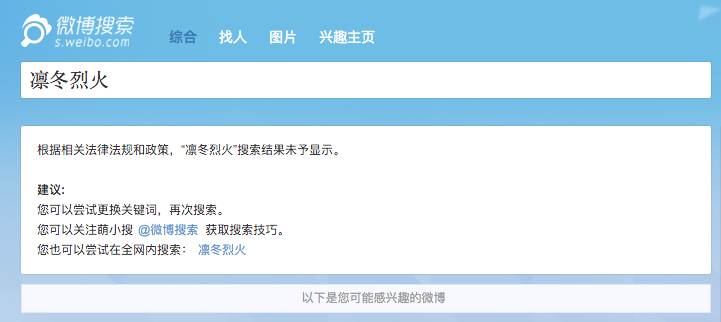 微博搜索
s.weibo.com
综合 找人 图片 兴趣主页
凛冬烈火
根据相关法律法规和政策，“凛冬烈火”搜索结果未予显示。
建议:
您可以尝试更换关键词，再次搜索。
您可以关注萌小搜 @微博搜索 获取搜索技巧。
您也可以尝试在全网内搜索： 凛冬烈火
以下是您可能感兴趣的微博